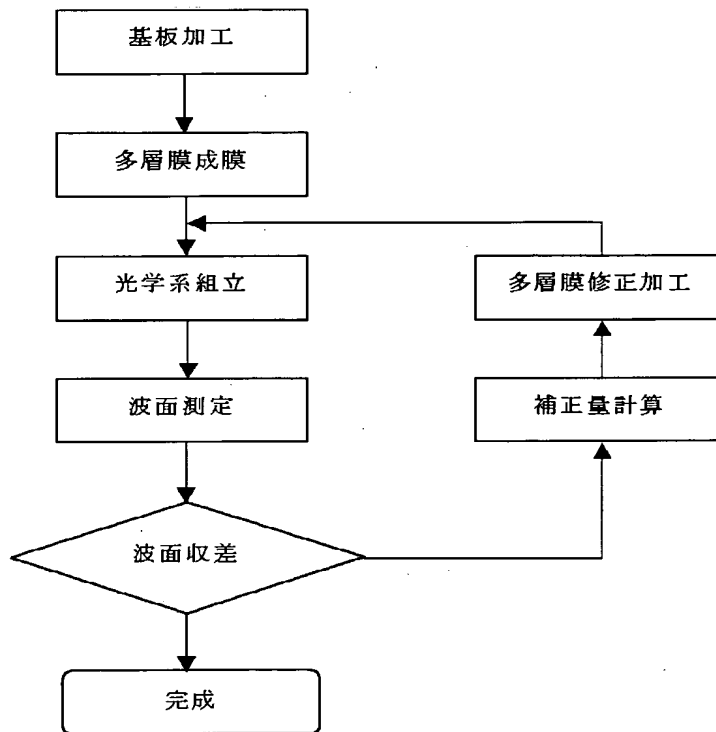 基板加工
多層膜成膜
光学系組立
多層膜修正加工
波面測定
補正量計算
波面収差
完成